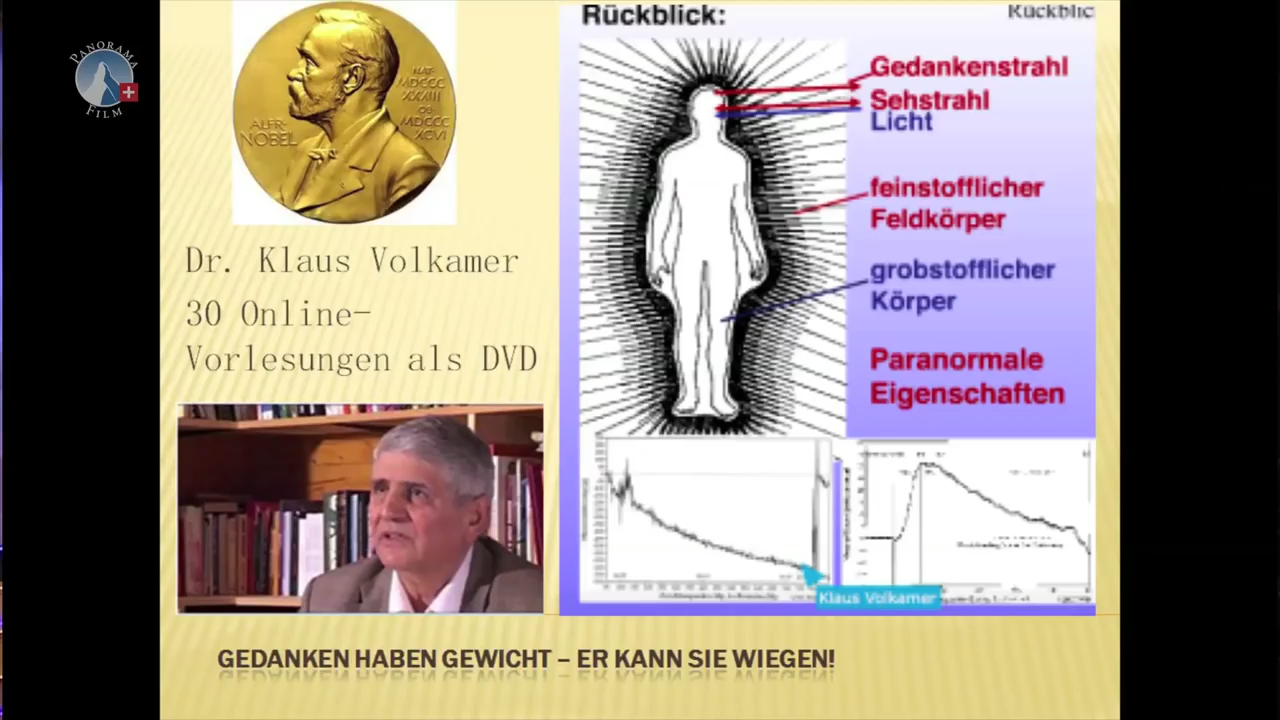 PANORAMA
FILM
ALFR·
NOBEL
NAT·
MDCCC
XXXIII
OB·
MDCCC
XCVI
Dr. Klaus Volkamer
30 Online-
Vorlesungen als DVD
Rückblick:
Rückblic
Gedankenstrahl
Sehstrahl
Licht
feinstofflicher
Feldkörper
grobstofflicher
Körper
Paranormale
Eigenschaften
Klaus Volkamer
GEDANKEN HABEN GEWICHT – ER KANN SIE WIEGEN!